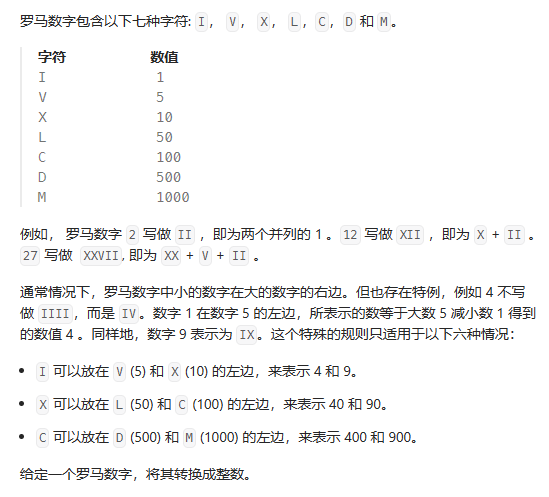 罗马数字包含以下七种字符: I， V， X， L，C，D 和 M。
字符 数值
I 1
V 5
X 10
L 50
C 100
D 500
M 1000
例如， 罗马数字 2 写做 II ，即为两个并列的 1 。12 写做 XII ，即为 X + II 。
27 写做 XXVII, 即为 XX + V + II 。
通常情况下，罗马数字中小的数字在大的数字的右边。但也存在特例，例如 4 不写
做 IIII，而是 IV。数字 1 在数字 5 的左边，所表示的数等于大数 5 减小数 1 得到
的数值 4 。同样地，数字 9 表示为 IX。这个特殊的规则只适用于以下六种情况：
• I 可以放在 V (5) 和 X (10) 的左边，来表示 4 和 9。
• X 可以放在 L (50) 和 C (100) 的左边，来表示 40 和 90。
• C 可以放在 D (500) 和 M (1000) 的左边，来表示 400 和 900。
给定一个罗马数字，将其转换成整数。